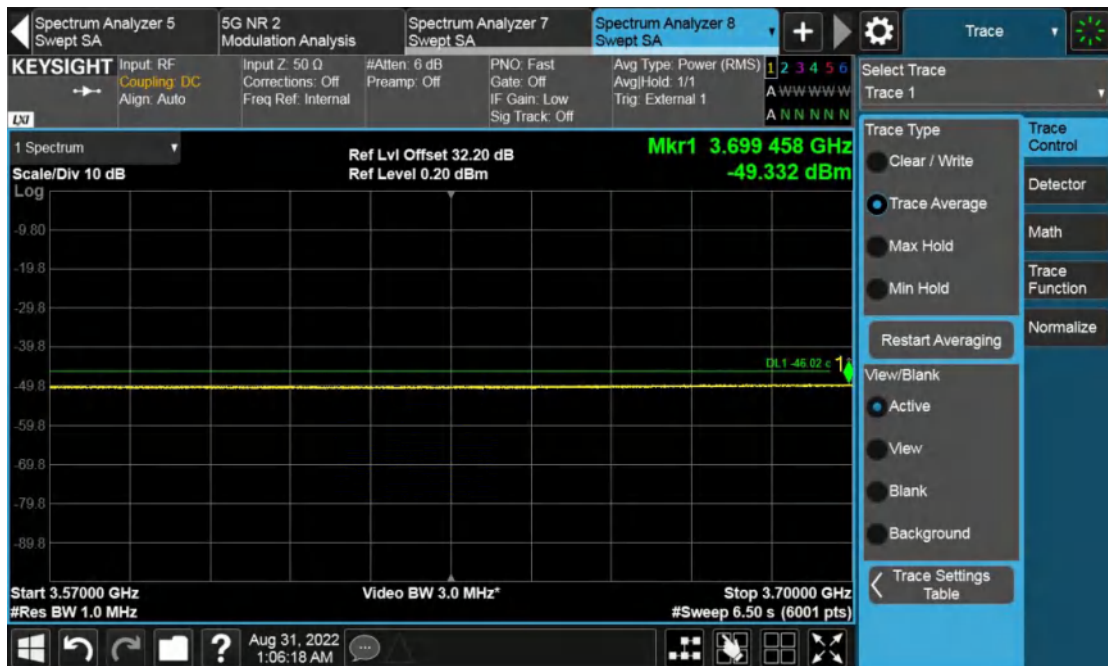 Spectrum Analyzer 5
Swept SA
5G NR 2
Modulation Analysis
Spectrum Analyzer 7
Swept SA
Spectrum Analyzer 8
Swept SA
+
Trace
KEYSIGHT
LXI
Input: RF
Coupling: DC
Align: Auto
Input Z: 50 Ω
Corrections: Off
Freq Ref: Internal
#Atten: 6 dB
Preamp: Off
PNO: Fast
Gate: Off
IF Gain: Low
Sig Track: Off
Avg Type: Power (RMS)
Avg|Hold: 1/1
Trig: External 1
1 2 3 4 5 6
A W W W W W
A N N N N N
Select Trace
Trace 1
1 Spectrum
Scale/Div 10 dB
Log
Ref Lvl Offset 32.20 dB
Ref Level 0.20 dBm
Mkr1 3.699 458 GHz
-49.332 dBm
-9.80
-19.8
-29.8
-39.8
-49.8
-59.8
-69.8
-79.8
-89.8
DL1 -46.02 c
1
Start 3.57000 GHz
#Res BW 1.0 MHz
Video BW 3.0 MHz*
Stop 3.70000 GHz
#Sweep 6.50 s (6001 pts)
Trace Type
Clear / Write
Trace Average
Max Hold
Min Hold
Restart Averaging
View/Blank
Active
View
Blank
Background
Trace Settings
Table
Trace
Control
Detector
Math
Trace
Function
Normalize
?
Aug 31, 2022
1:06:18 AM